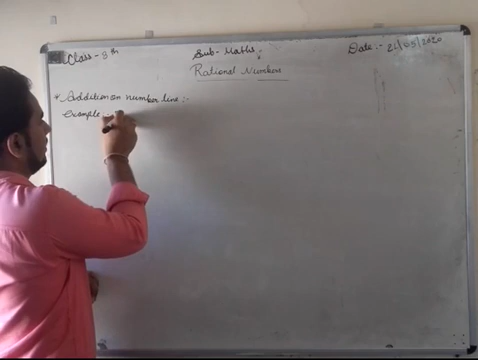 Class - 8th Sub - Maths : Date :- 21/05/2020
Rational Numbers
* Addition on number line :-
Example :-